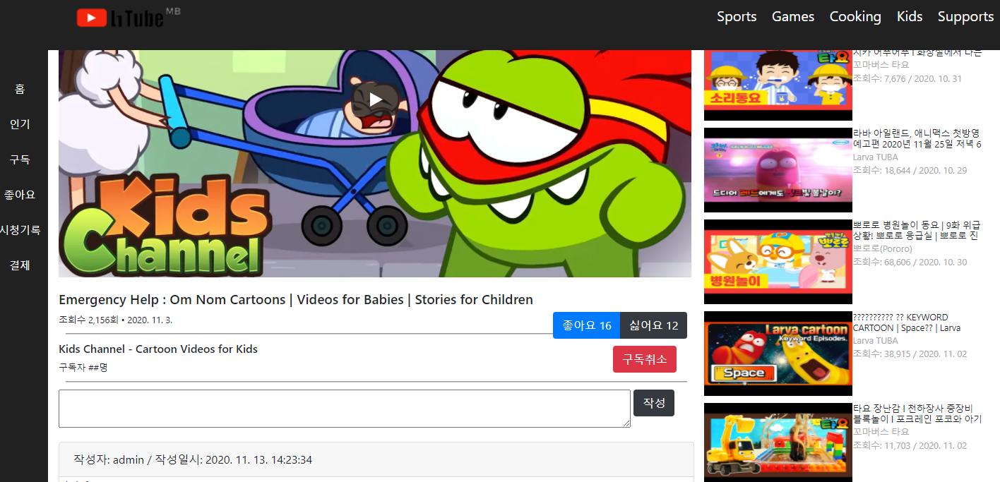 Tube MB
Sports Games Cooking Kids Supports
홈
인기
구독
좋아요
시청기록
결제
Kids
Channel
Emergency Help : Om Nom Cartoons | Videos for Babies | Stories for Children
조회수 2,156회 • 2020. 11. 3.
좋아요 16 싫어요 12
Kids Channel - Cartoon Videos for Kids
구독자 ##명
구독취소
작성
작성자: admin / 작성일시: 2020. 11. 13. 14:23:34
타요
소리동요
치카 어푸어푸 l 화장실에서 나는
꼬마버스 타요
조회수: 7,676 / 2020. 10. 31
드디어 레드에게도 핑크빛 봄날이?
라바 아일랜드, 애니맥스 첫방영
예고편 2020년 11월 25일 저녁 6
Larva TUBA
조회수: 18,644 / 2020. 10. 29
뽀로로
병원놀이
뽀로로 병원놀이 동요 | 9화 위급
상황! 뽀로로 응급실 | 뽀로로 진
뽀로로(Pororo)
조회수: 68,606 / 2020. 10. 30
Larva cartoon
Keyword Episodes.
Space
?????????? ?? KEYWORD
CARTOON | Space?? | Larva
Larva TUBA
조회수: 38,915 / 2020. 11. 02
타요
타요 장난감 l 천하장사 중장비
블록놀이 l 포크레인 포코와 아기
꼬마버스 타요
조회수: 11,703 / 2020. 11. 02